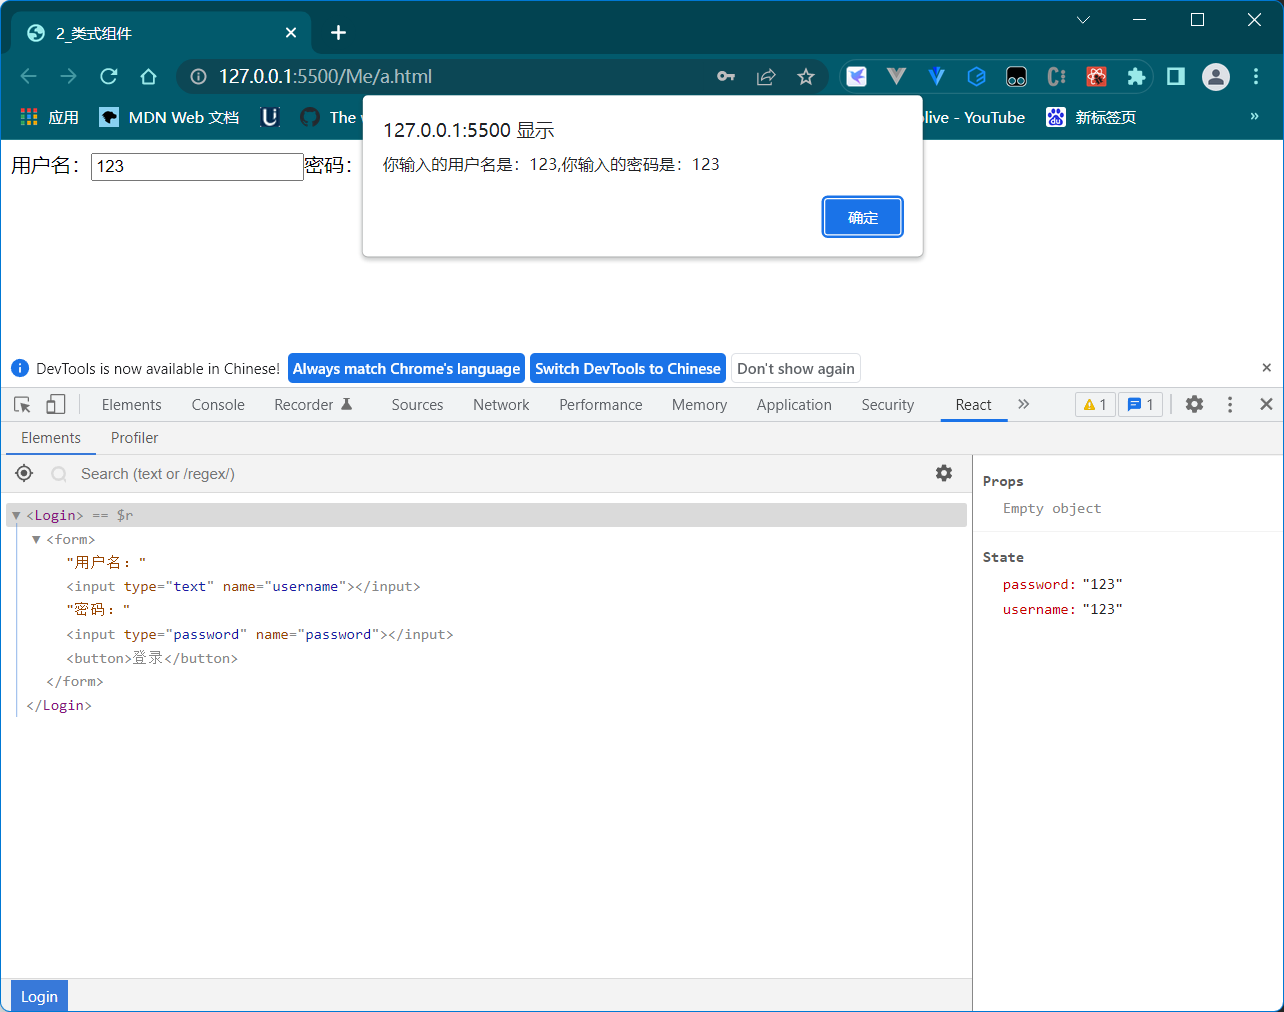 2_类式组件
127.0.0.1:5500/Me/a.html
应用 MDN Web 文档 The live - YouTube 新标签页
127.0.0.1:5500 显示
你输入的用户名是：123,你输入的密码是：123
确定
用户名： 123 密码：
DevTools is now available in Chinese! Always match Chrome's language Switch DevTools to Chinese Don't show again
Elements Console Recorder Sources Network Performance Memory Application Security React 1 1
Elements Profiler
Search (text or /regex/)
<Login> == $r
<form>
"用户名："
<input type="text" name="username"></input>
"密码："
<input type="password" name="password"></input>
<button>登录</button>
</form>
</Login>
Props
Empty object
State
password: "123"
username: "123"
Login